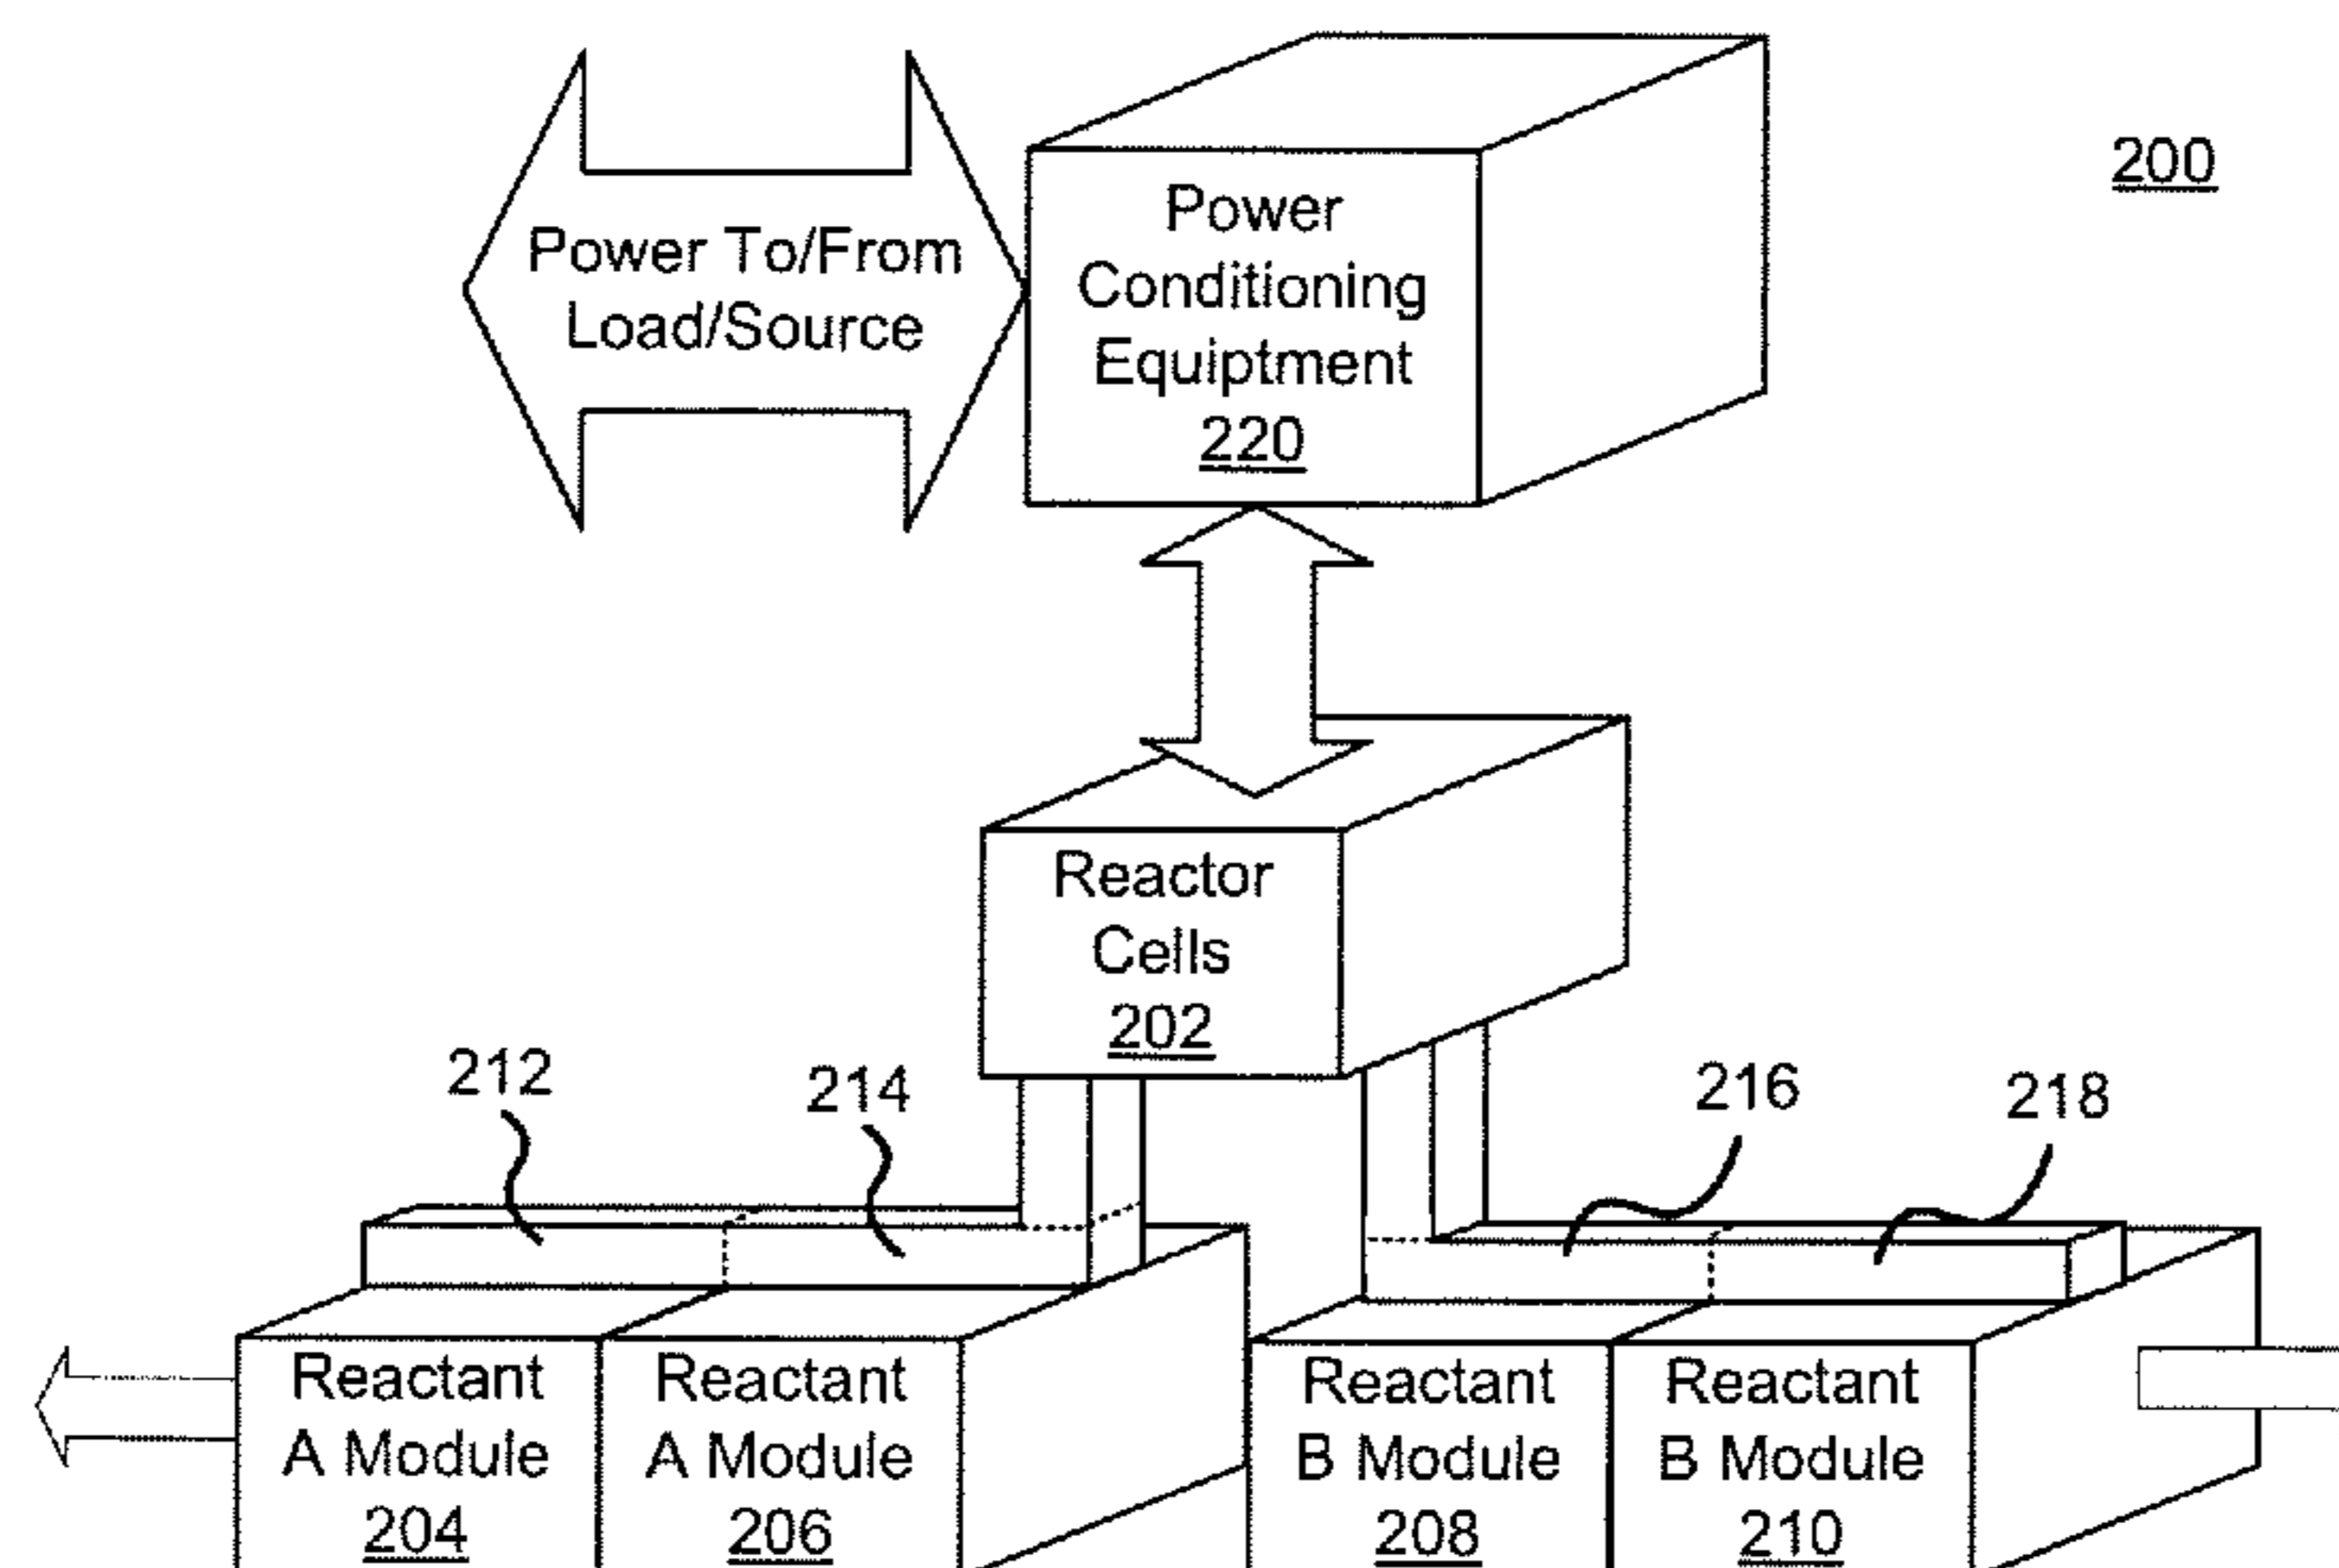 200
Power To/From
Load/Source
Power
Conditioning
Equiptment
220
Reactor
Cells
202
212
214
216
218
Reactant
A Module
204
Reactant
A Module
206
Reactant
B Module
208
Reactant
B Module
210